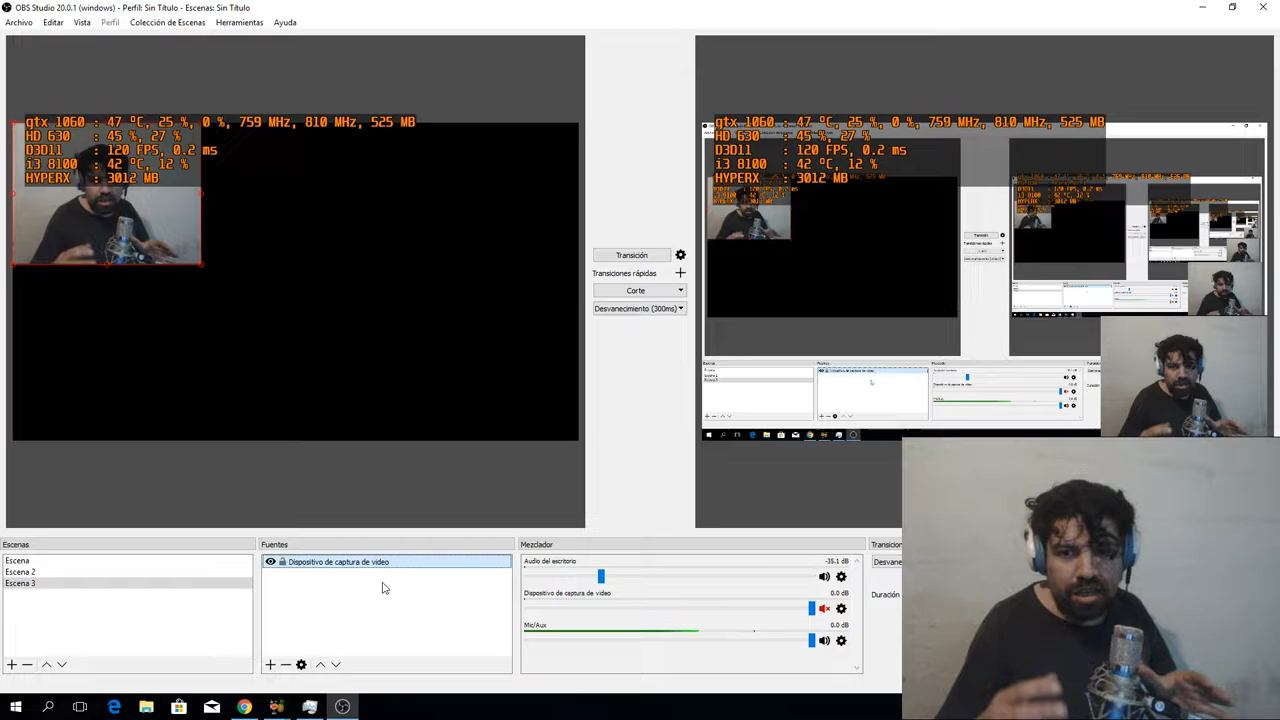 OBS Studio 20.0.1 (windows) - Perfil: Sin Título - Escenas: Sin Título
Archivo Editar Vista Perfil Colección de Escenas Herramientas Ayuda
gtx 1060 : 47 ºC, 25 %, 0 %, 759 MHz, 810 MHz, 525 MB
HD 630 : 45 %, 27 %
D3D11 : 120 FPS, 0.2 ms
i3 8100 : 42 ºC, 12 %
HYPERX : 3012 MB
gtx 1060 : 47 ºC, 25 %, 0 %, 759 MHz, 810 MHz, 525 MB
HD 630 : 45 %, 27 %
D3D11 : 120 FPS, 0.2 ms
i3 8100 : 42 ºC, 12 %
HYPERX : 3012 MB
Transición
Transiciones rápidas
Corte
Desvanecimiento (300ms)
Escenas
Escena
Escena 2
Escena 3
Fuentes
Dispositivo de captura de video
Mezclador
Audio del escritorio -35.1 dB
Dispositivo de captura de video 0.0 dB
Mic/Aux 0.0 dB
Transicion
Desvane
Duración